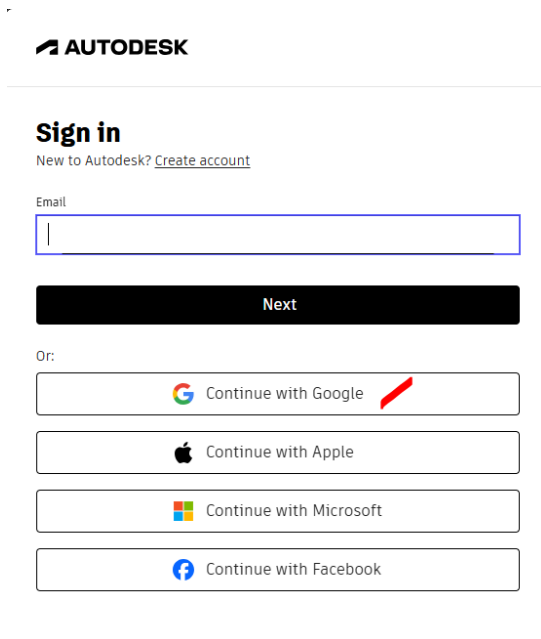 AUTODESK
Sign in
New to Autodesk? Create account
Email
Next
Or:
Continue with Google
Continue with Apple
Continue with Microsoft
Continue with Facebook